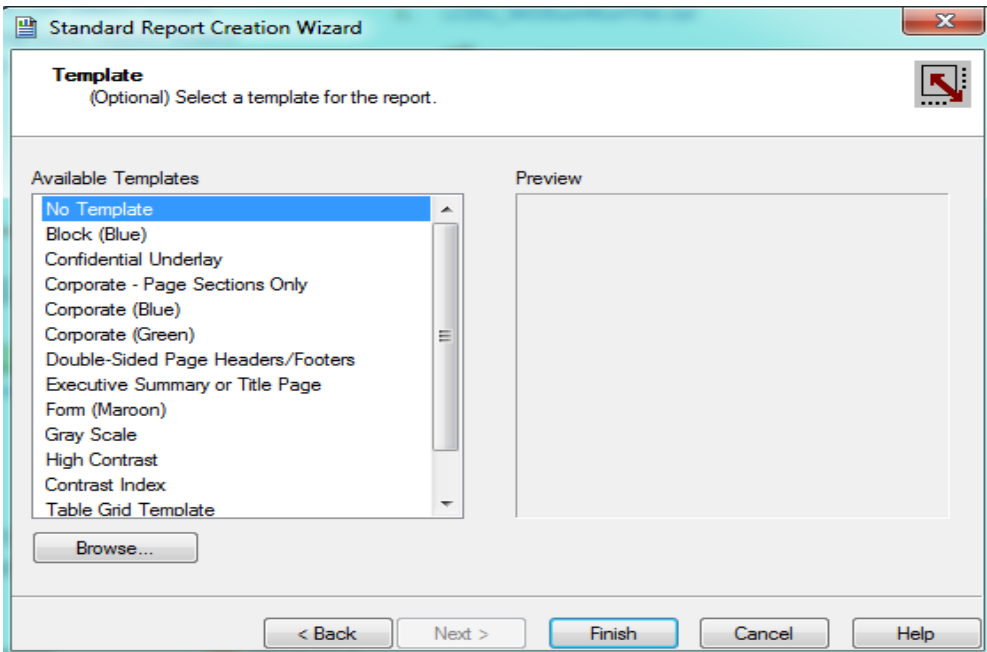 Standard Report Creation Wizard
Template
(Optional) Select a template for the report.
Available Templates
Preview
No Template
Block (Blue)
Confidential Underlay
Corporate - Page Sections Only
Corporate (Blue)
Corporate (Green)
Double-Sided Page Headers/Footers
Executive Summary or Title Page
Form (Maroon)
Gray Scale
High Contrast
Contrast Index
Table Grid Template
Browse...
< Back
Next >
Finish
Cancel
Help